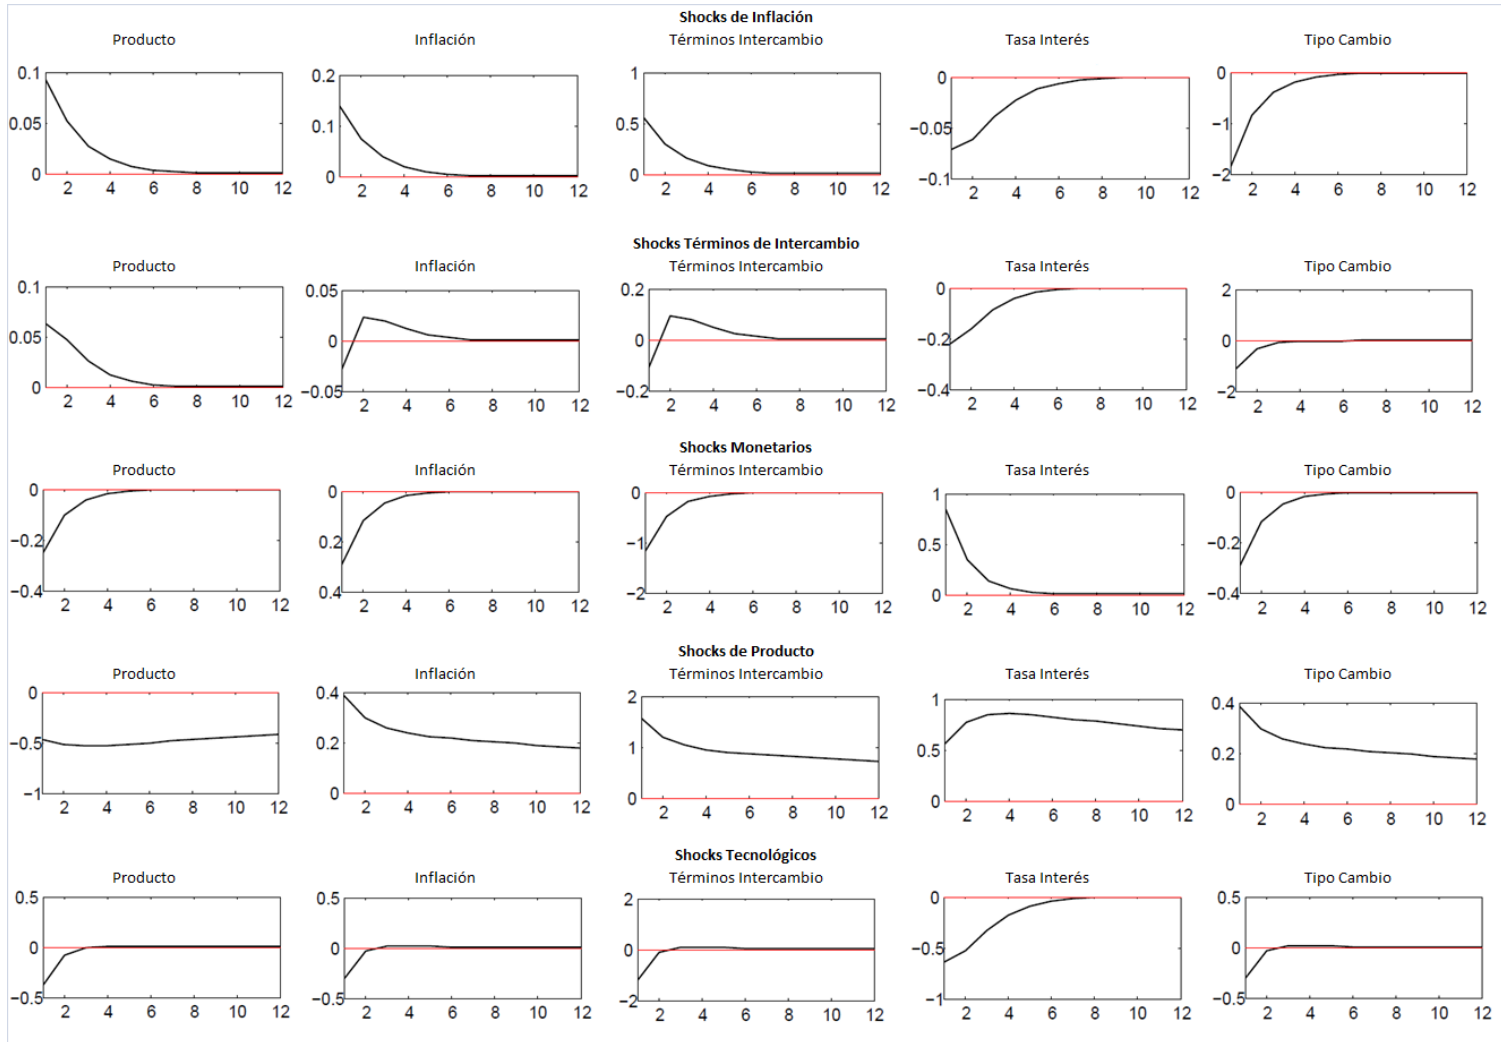 Shocks de Inflación
Producto Inflación Términos Intercambio Tasa Interés Tipo Cambio
0.1 0.2 1 0 0
0.05 0.1 0.5 −0.05 −1
0 0 0 −0.1 −2
2 4 6 8 10 12 2 4 6 8 10 12 2 4 6 8 10 12 2 4 6 8 10 12 2 4 6 8 10 12
Shocks Términos de Intercambio
Producto Inflación Términos Intercambio Tasa Interés Tipo Cambio
0.1 0.05 0.2 0 2
0.05 0 0 −0.2 0
0 −0.05 −0.2 −0.4 −2
2 4 6 8 10 12 2 4 6 8 10 12 2 4 6 8 10 12 2 4 6 8 10 12 2 4 6 8 10 12
Shocks Monetarios
Producto Inflación Términos Intercambio Tasa Interés Tipo Cambio
0 0 0 1 0
−0.2 0.2 −1 0.5 −0.2
−0.4 0.4 −2 0 −0.4
2 4 6 8 10 12 2 4 6 8 10 12 2 4 6 8 10 12 2 4 6 8 10 12 2 4 6 8 10 12
Shocks de Producto
Producto Inflación Términos Intercambio Tasa Interés Tipo Cambio
0 0.4 2 1 0.4
−0.5 0.2 1 0.5 0.2
−1 0 0 0 0
2 4 6 8 10 12 2 4 6 8 10 12 2 4 6 8 10 12 2 4 6 8 10 12 2 4 6 8 10 12
Shocks Tecnológicos
Producto Inflación Términos Intercambio Tasa Interés Tipo Cambio
0.5 0.5 2 0 0.5
0 0 0 −0.5 0
−0.5 −0.5 −2 −1 −0.5
2 4 6 8 10 12 2 4 6 8 10 12 2 4 6 8 10 12 2 4 6 8 10 12 2 4 6 8 10 12